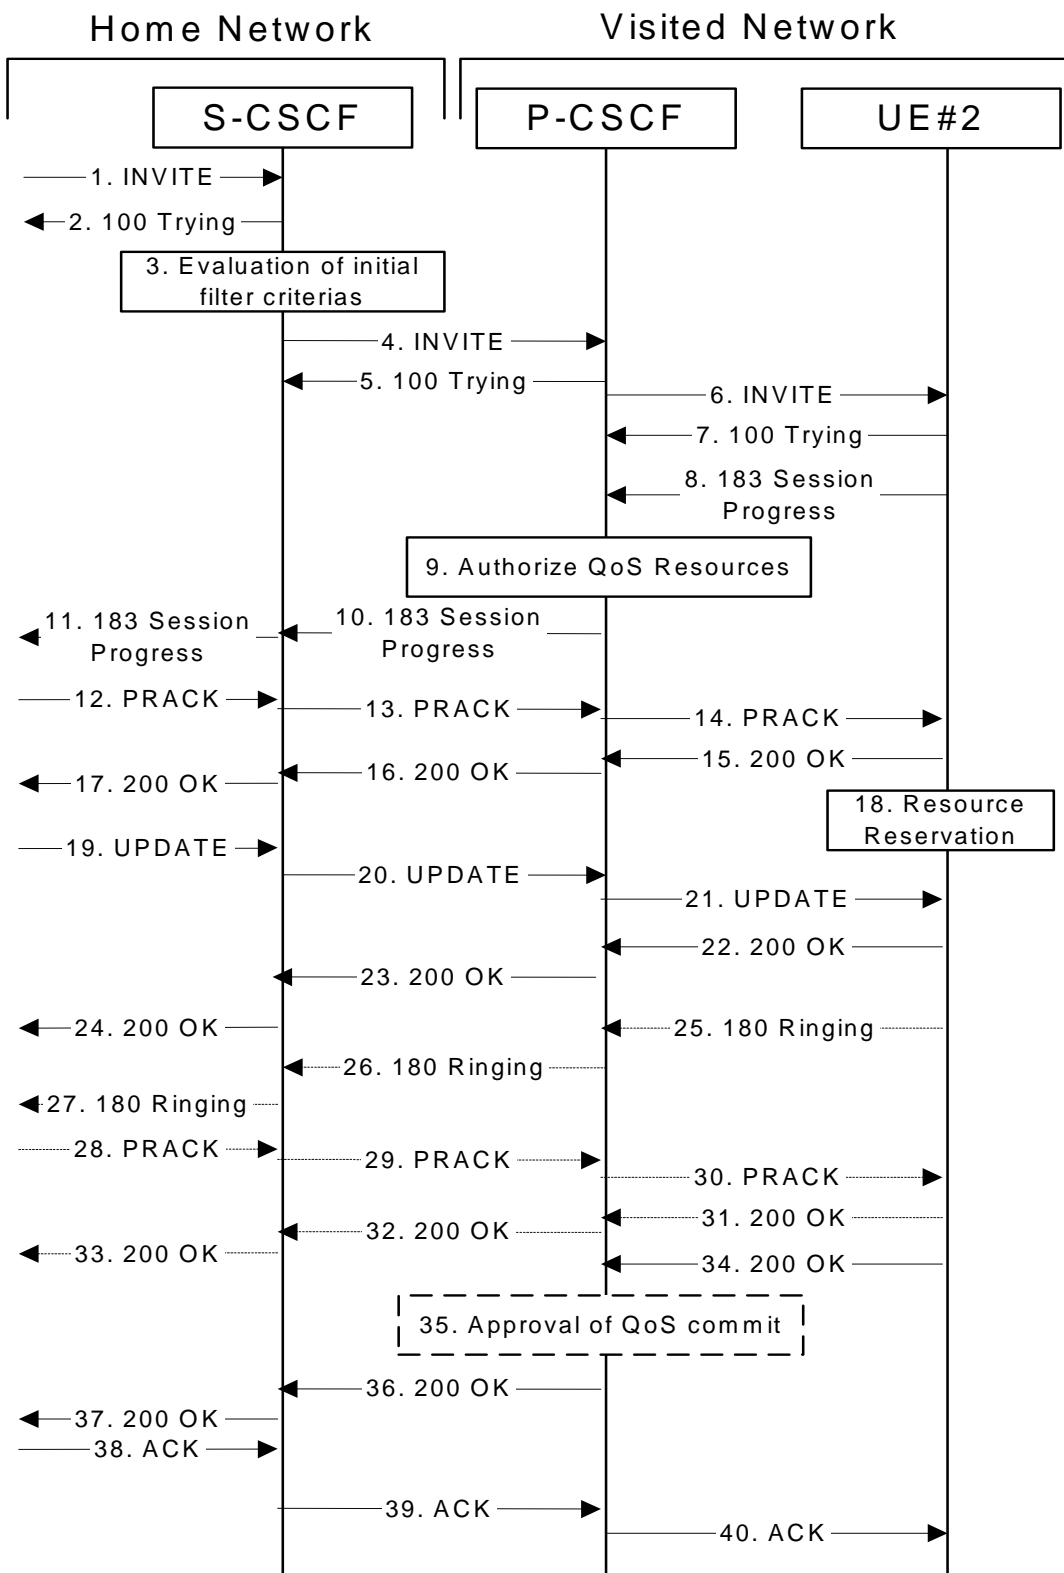 Home Network
Visited Network
S-CSCF
P-CSCF
UE#2
1. INVITE
2. 100 Trying
3. Evaluation of initial
filter criterias
4. INVITE
5. 100 Trying
6. INVITE
7. 100 Trying
8. 183 Session
Progress
9. Authorize QoS Resources
10. 183 Session
Progress
11. 183 Session
Progress
12. PRACK
13. PRACK
14. PRACK
15. 200 OK
16. 200 OK
17. 200 OK
18. Resource
Reservation
19. UPDATE
20. UPDATE
21. UPDATE
22. 200 OK
23. 200 OK
24. 200 OK
25. 180 Ringing
26. 180 Ringing
27. 180 Ringing
28. PRACK
29. PRACK
30. PRACK
31. 200 OK
32. 200 OK
33. 200 OK
34. 200 OK
35. Approval of QoS commit
36. 200 OK
37. 200 OK
38. ACK
39. ACK
40. ACK